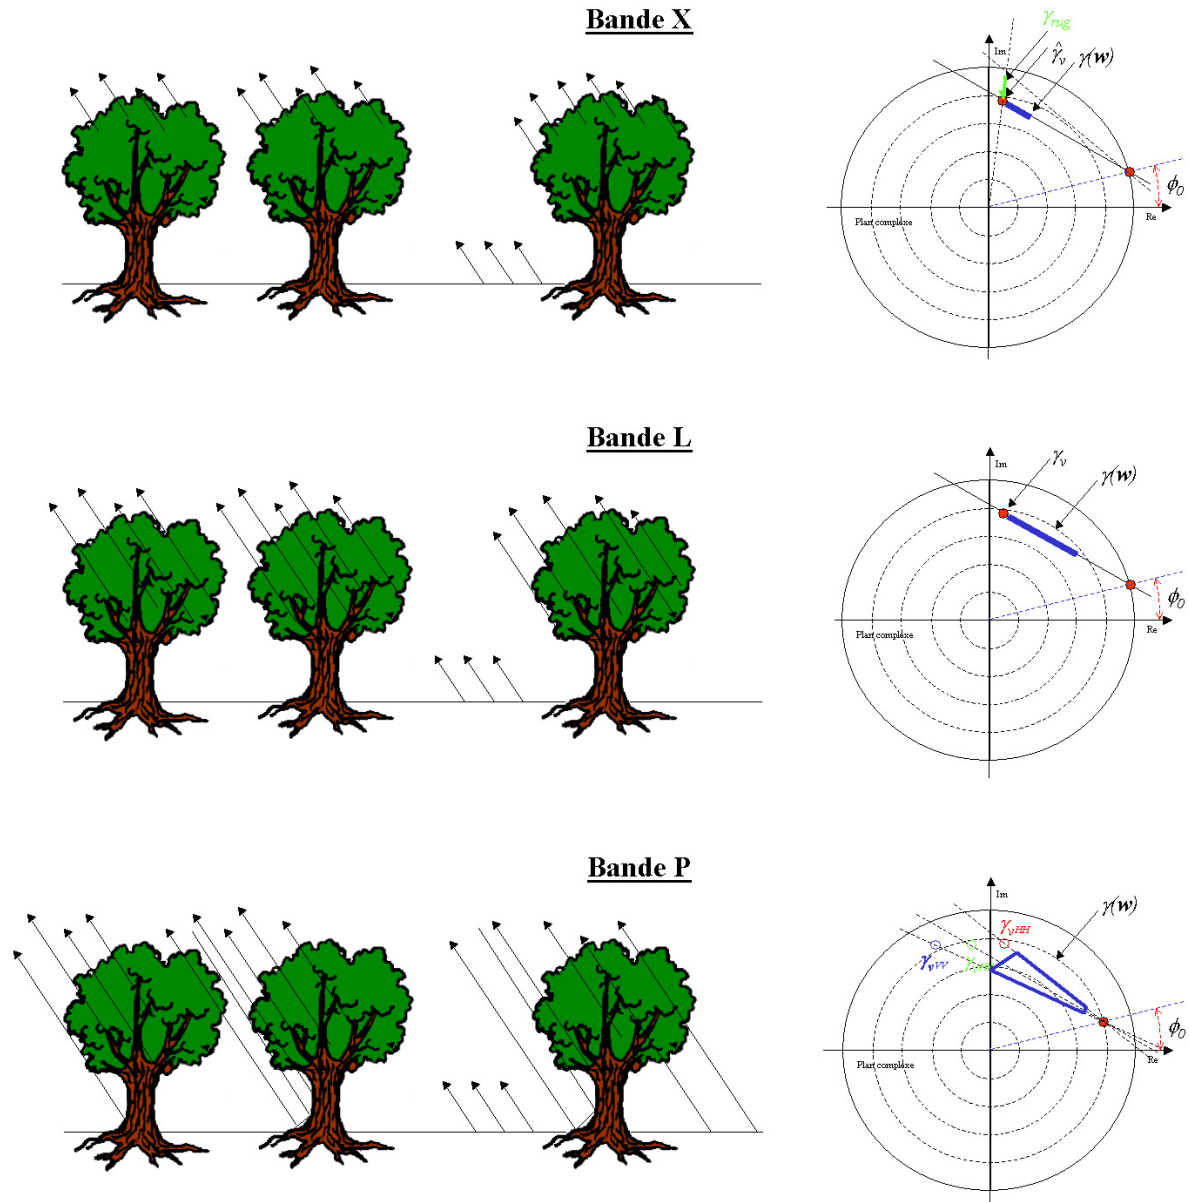 Bande X
γrug
Im
γ̂v
γ(w)
ϕ0
Plan complexe
Re
Bande L
Im
γv
γ(w)
ϕ0
Plan complexe
Re
Bande P
Im
γ(w)
γvHH
γvVV
ϕ0
Plan complexe
Re